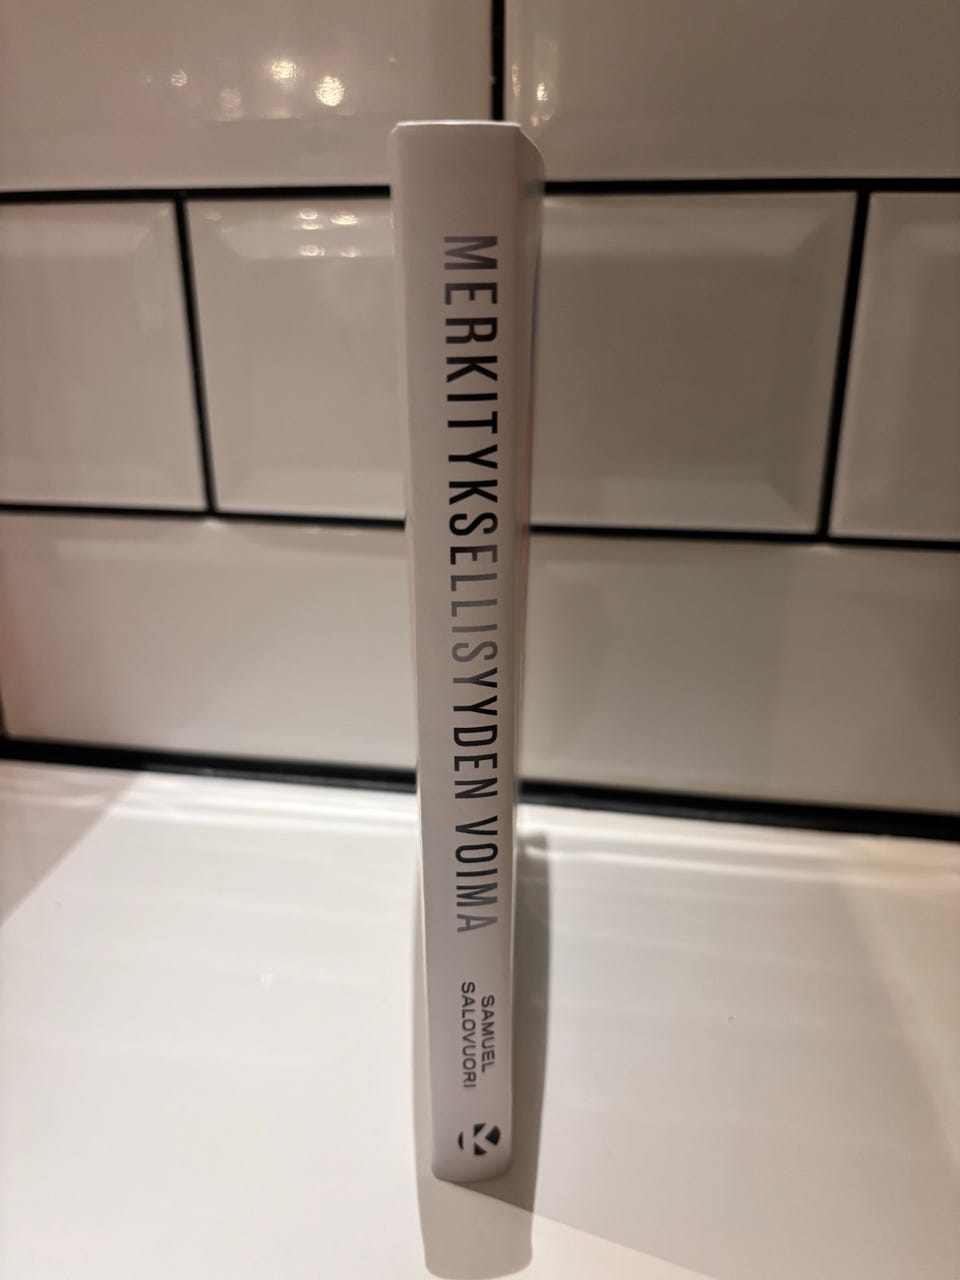 MERKITYKSELLISYYDEN VOIMA
SAMUEL
SALOVUORI
K